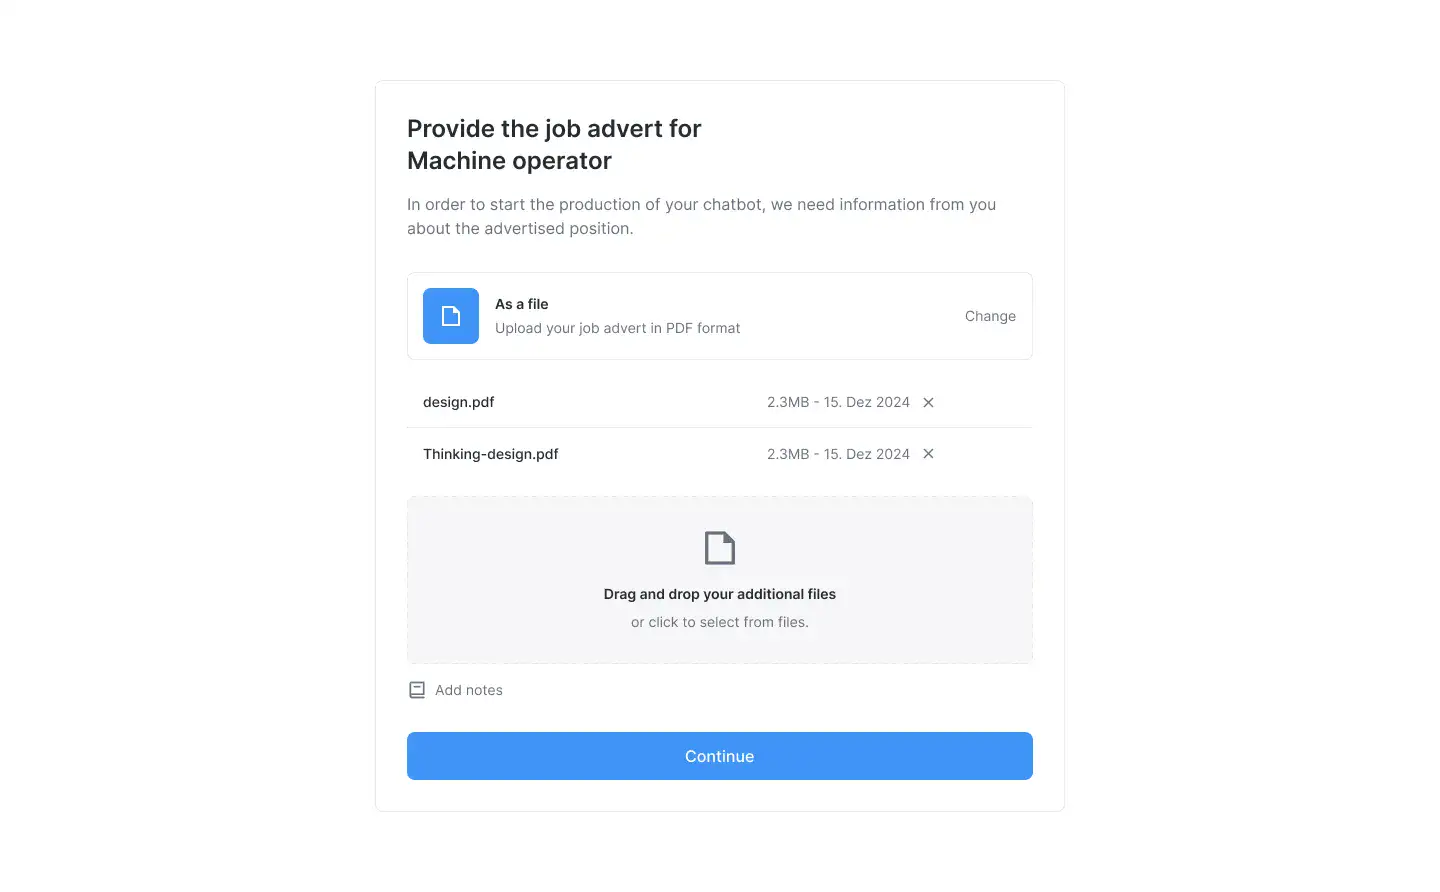 Provide the job advert for
Machine operator
In order to start the production of your chatbot, we need information from you
about the advertised position.
As a file
Upload your job advert in PDF format
Change
design.pdf
2.3MB - 15. Dez 2024
Thinking-design.pdf
2.3MB - 15. Dez 2024
Drag and drop your additional files
or click to select from files.
Add notes
Continue